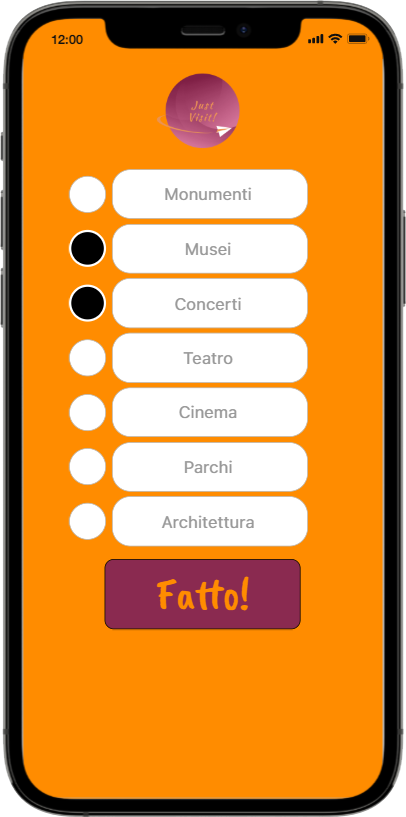 12:00
Just
Visit!
Monumenti
Musei
Concerti
Teatro
Cinema
Parchi
Architettura
Fatto!